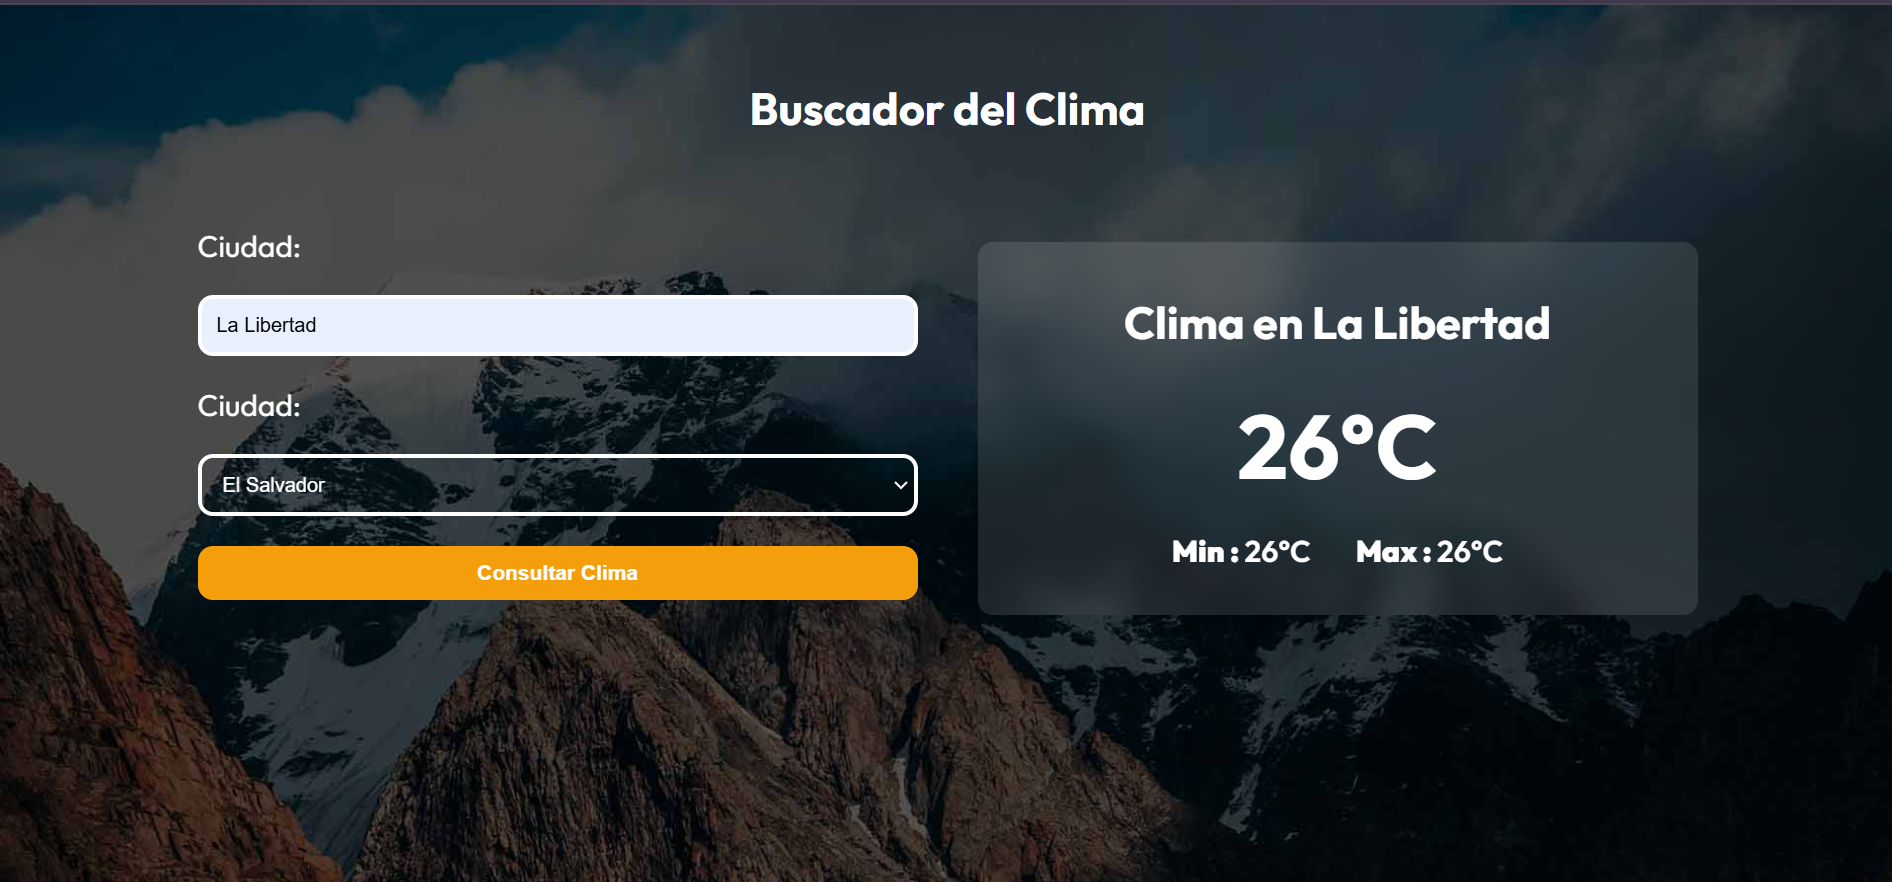 Buscador del Clima
Ciudad:
La Libertad
Ciudad:
El Salvador
Consultar Clima
Clima en La Libertad
26°C
Min : 26°C Max : 26°C